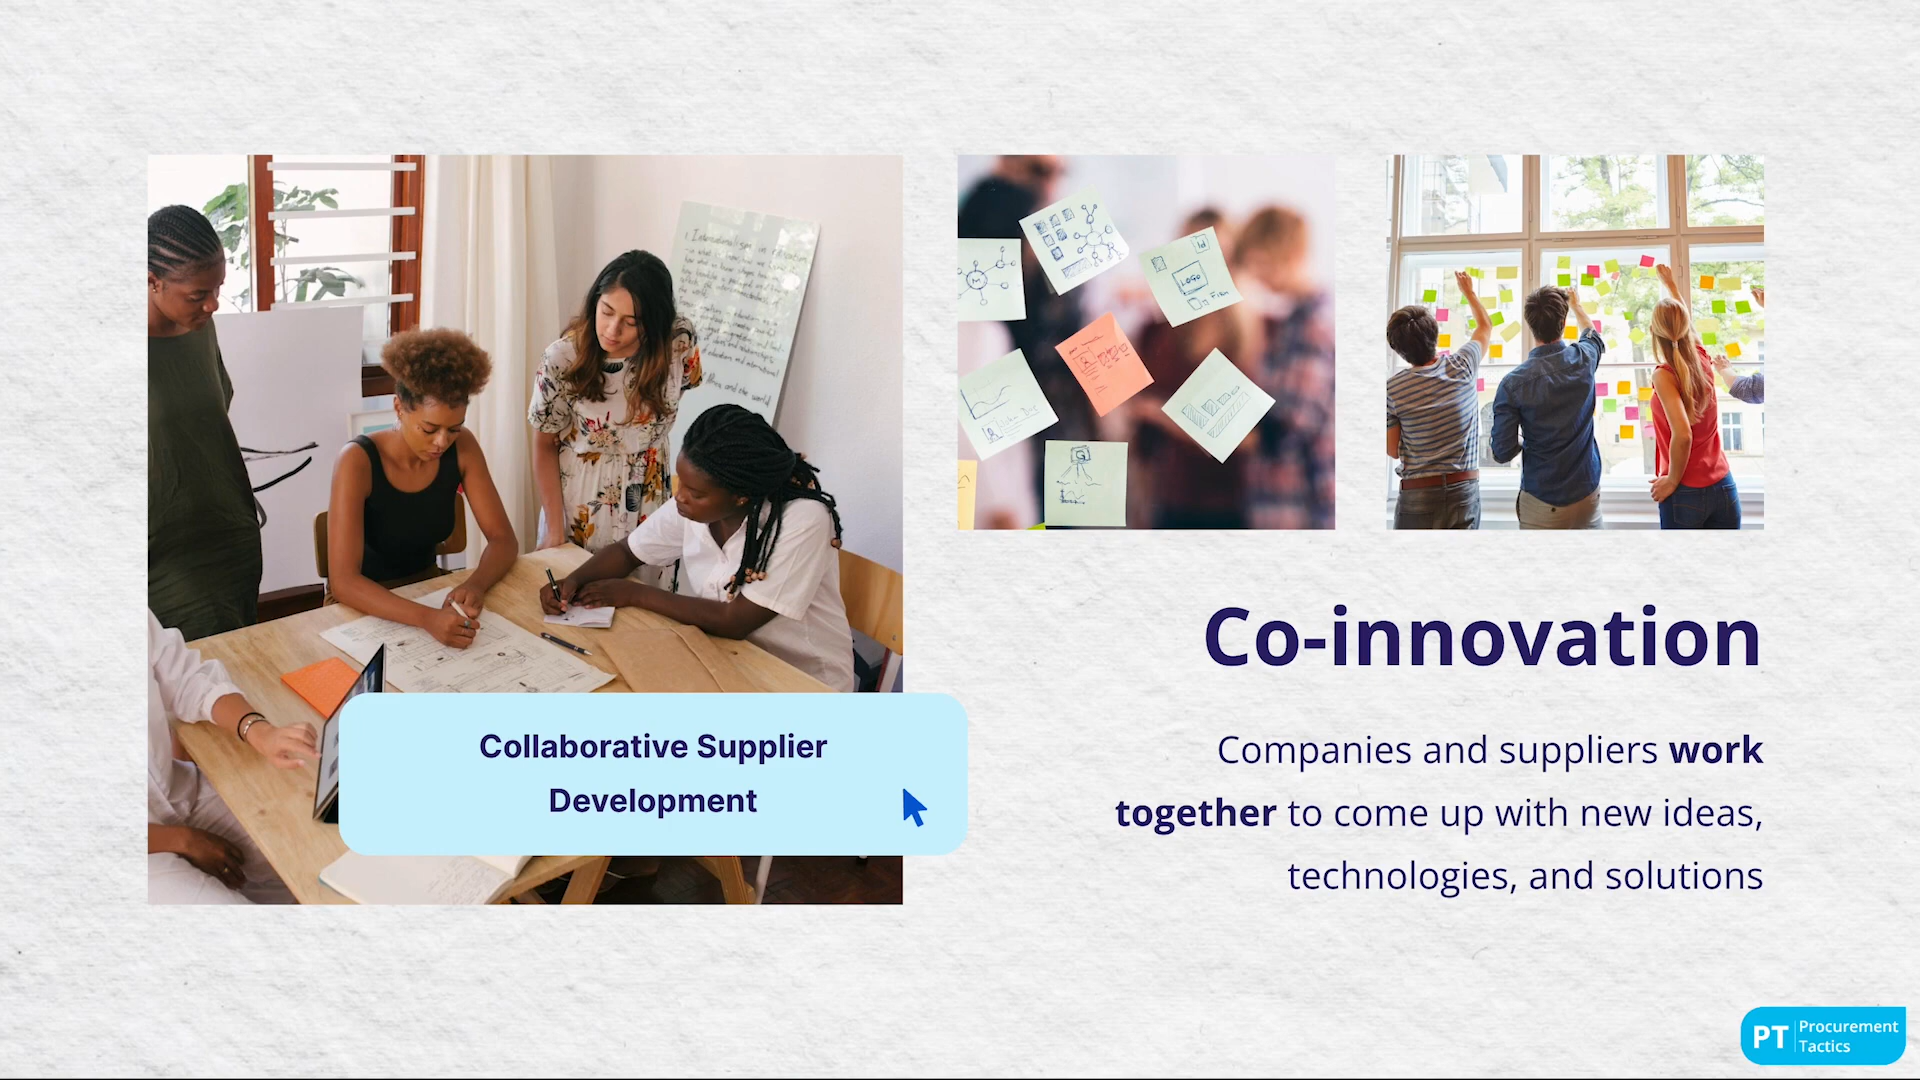 Collaborative Supplier
Development
LOGO
Co-innovation
Companies and suppliers work
together to come up with new ideas,
technologies, and solutions
PT
Procurement
Tactics